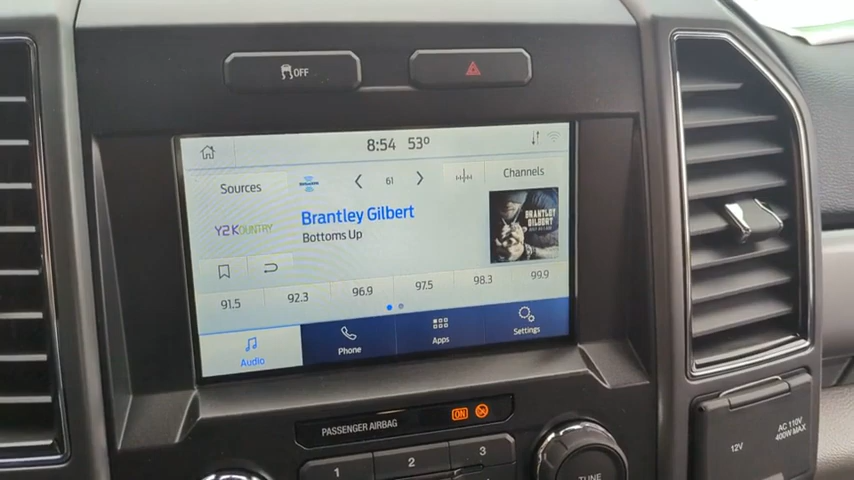 OFF
8:54 53°
Sources
61
Channels
Y2KOUNTRY
Brantley Gilbert
Bottoms Up
BRANTLEY
GILBERT
91.5 92.3 96.9 97.5 98.3 99.9
Audio Phone Apps Settings
PASSENGER AIRBAG ON
1 2 3
TUNE
12V
AC 110V
400W MAX